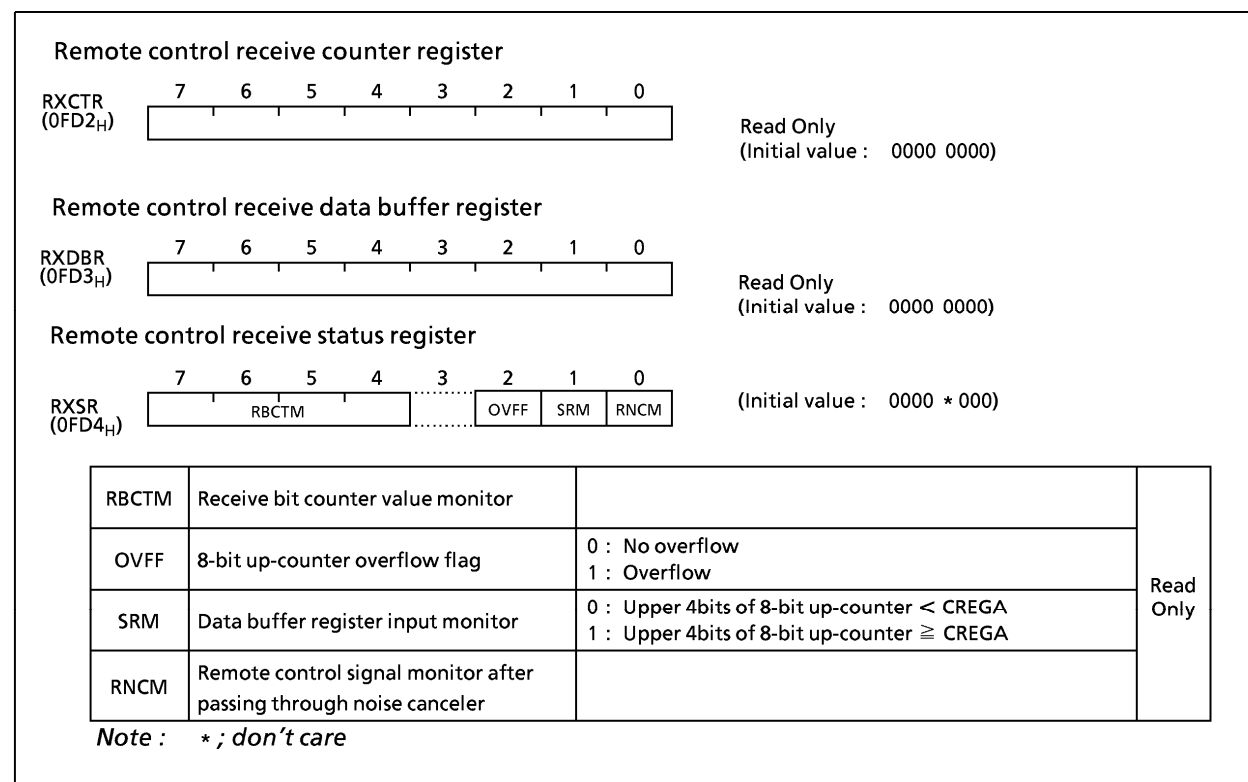 Remote control receive counter register
7 6 5 4 3 2 1 0
RXCTR
(0FD2H)
Read Only
(Initial value : 0000 0000)
Remote control receive data buffer register
7 6 5 4 3 2 1 0
RXDBR
(0FD3H)
Read Only
(Initial value : 0000 0000)
Remote control receive status register
7 6 5 4 3 2 1 0
RXSR
(0FD4H)
RBCTM OVFF SRM RNCM
(Initial value : 0000 * 000)
RBCTM Receive bit counter value monitor
OVFF 8-bit up-counter overflow flag
0 : No overflow
1 : Overflow
SRM Data buffer register input monitor
0 : Upper 4bits of 8-bit up-counter < CREGA
1 : Upper 4bits of 8-bit up-counter ≧ CREGA
RNCM Remote control signal monitor after
passing through noise canceler
Read
Only
Note : * ; don't care